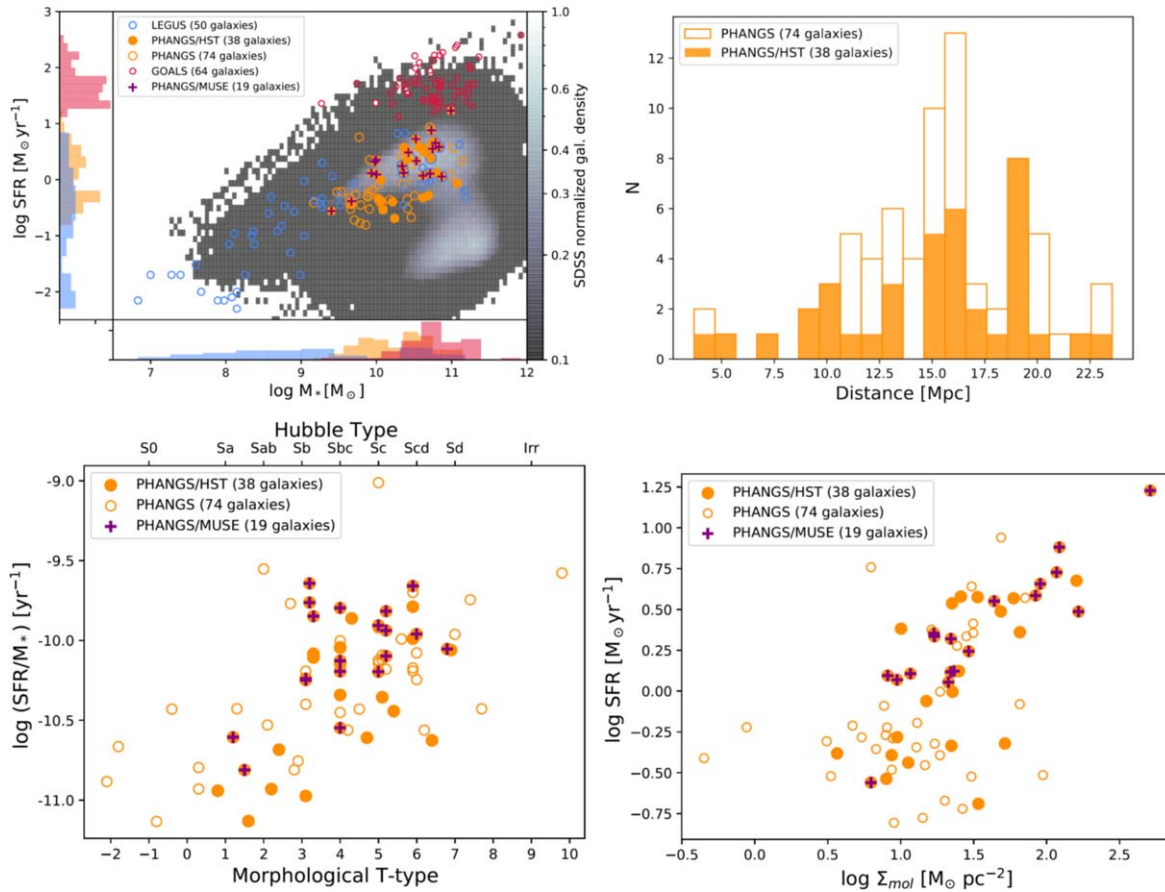 LEGUS (50 galaxies)
PHANGS/HST (38 galaxies)
PHANGS (74 galaxies)
GOALS (64 galaxies)
PHANGS/MUSE (19 galaxies)
3
2
1
0
−1
−2
log SFR [M⊙yr⁻¹]
7 8 9 10 11 12
log M*[M⊙]
1.0
0.6
0.4
0.3
0.2
0.1
SDSS normalized gal. density
PHANGS (74 galaxies)
PHANGS/HST (38 galaxies)
12
10
8
6
4
2
0
N
5.0 7.5 10.0 12.5 15.0 17.5 20.0 22.5
Distance [Mpc]
Hubble Type
S0 Sa Sab Sb Sbc Sc Scd Sd Irr
PHANGS/HST (38 galaxies)
PHANGS (74 galaxies)
PHANGS/MUSE (19 galaxies)
-9.0
-9.5
-10.0
-10.5
-11.0
log (SFR/M*) [yr⁻¹]
−2 −1 0 1 2 3 4 5 6 7 8 9 10
Morphological T-type
PHANGS/HST (38 galaxies)
PHANGS (74 galaxies)
PHANGS/MUSE (19 galaxies)
1.25
1.00
0.75
0.50
0.25
0.00
−0.25
−0.50
−0.75
log SFR [M⊙yr⁻¹]
−0.5 0.0 0.5 1.0 1.5 2.0 2.5
log Σmol [M⊙ pc⁻²]